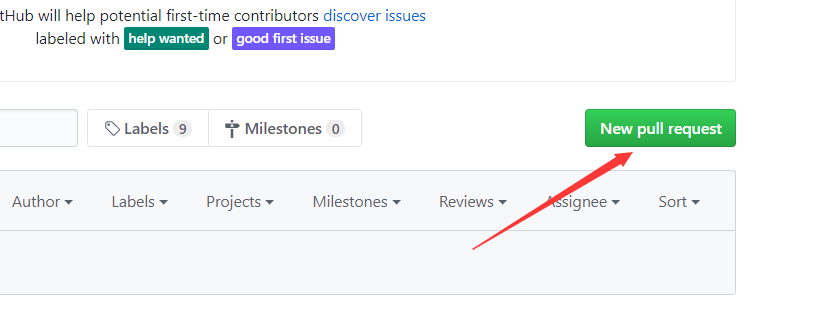 tHub will help potential first-time contributors discover issues
labeled with help wanted or good first issue
Labels 9 Milestones 0 New pull request
Author Labels Projects Milestones Reviews Assignee Sort